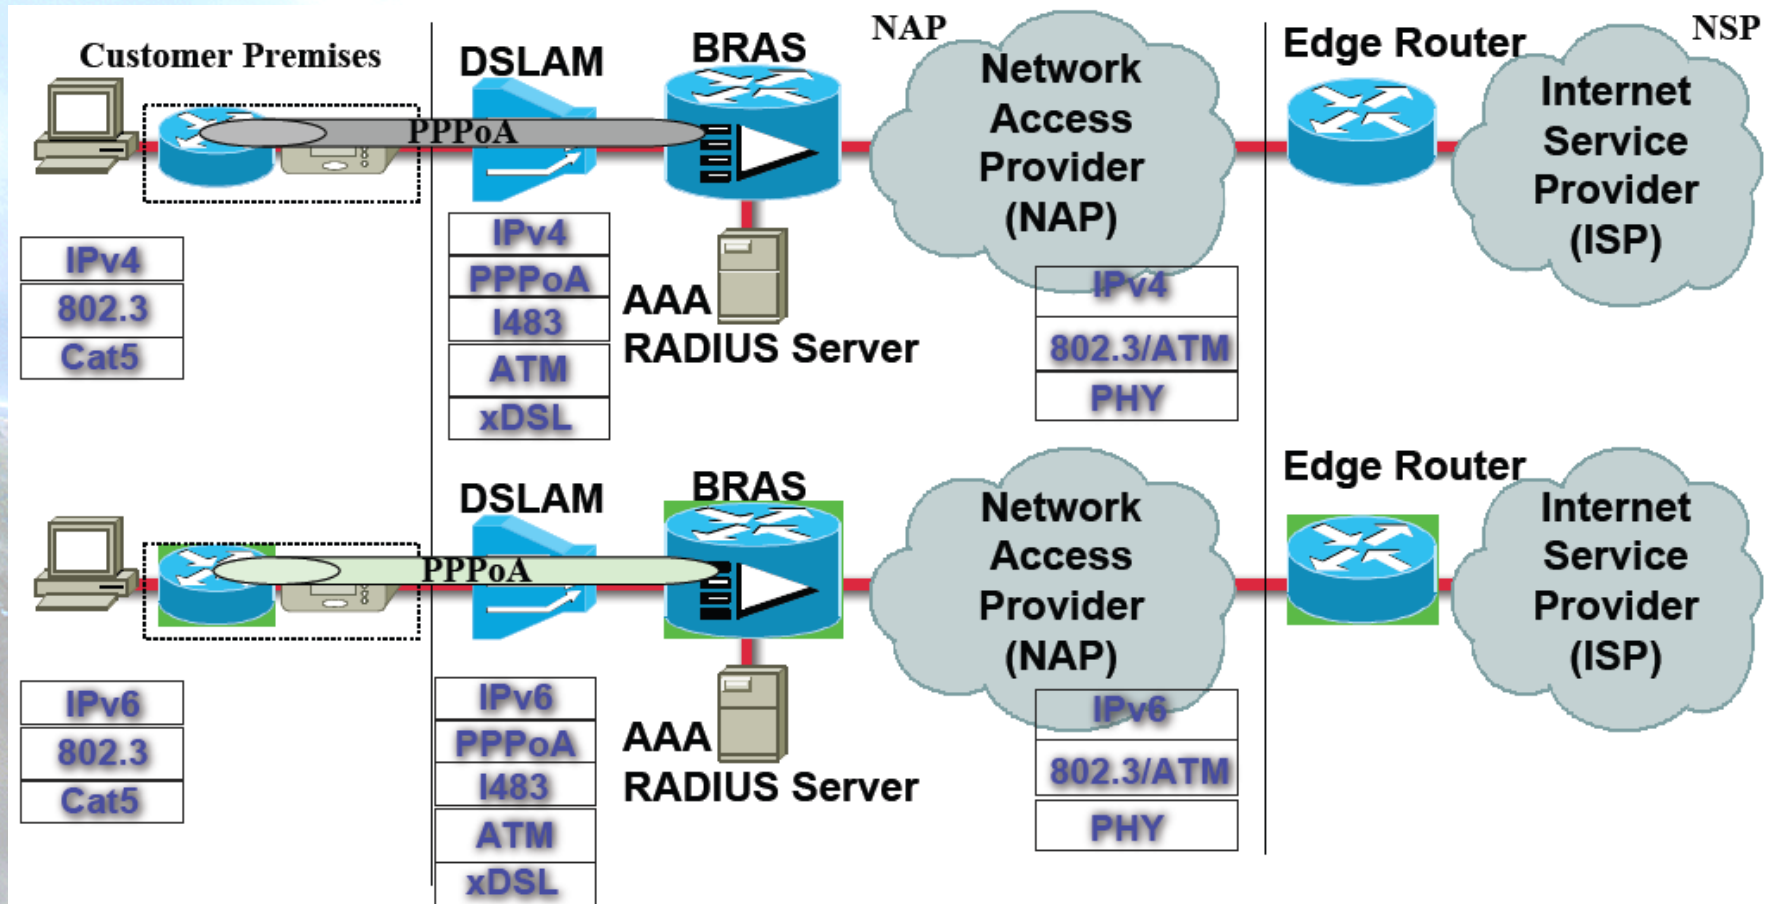 NAP
NSP
Customer Premises
DSLAM
BRAS
Edge Router
Network
Access
Provider
(NAP)
Internet
Service
Provider
(ISP)
PPPoA
IPv4
802.3
Cat5
IPv4
PPPoA
I483
ATM
xDSL
AAA
RADIUS Server
IPv4
802.3/ATM
PHY
DSLAM
BRAS
Edge Router
Network
Access
Provider
(NAP)
Internet
Service
Provider
(ISP)
PPPoA
IPv6
802.3
Cat5
IPv6
PPPoA
I483
ATM
xDSL
AAA
RADIUS Server
IPv6
802.3/ATM
PHY